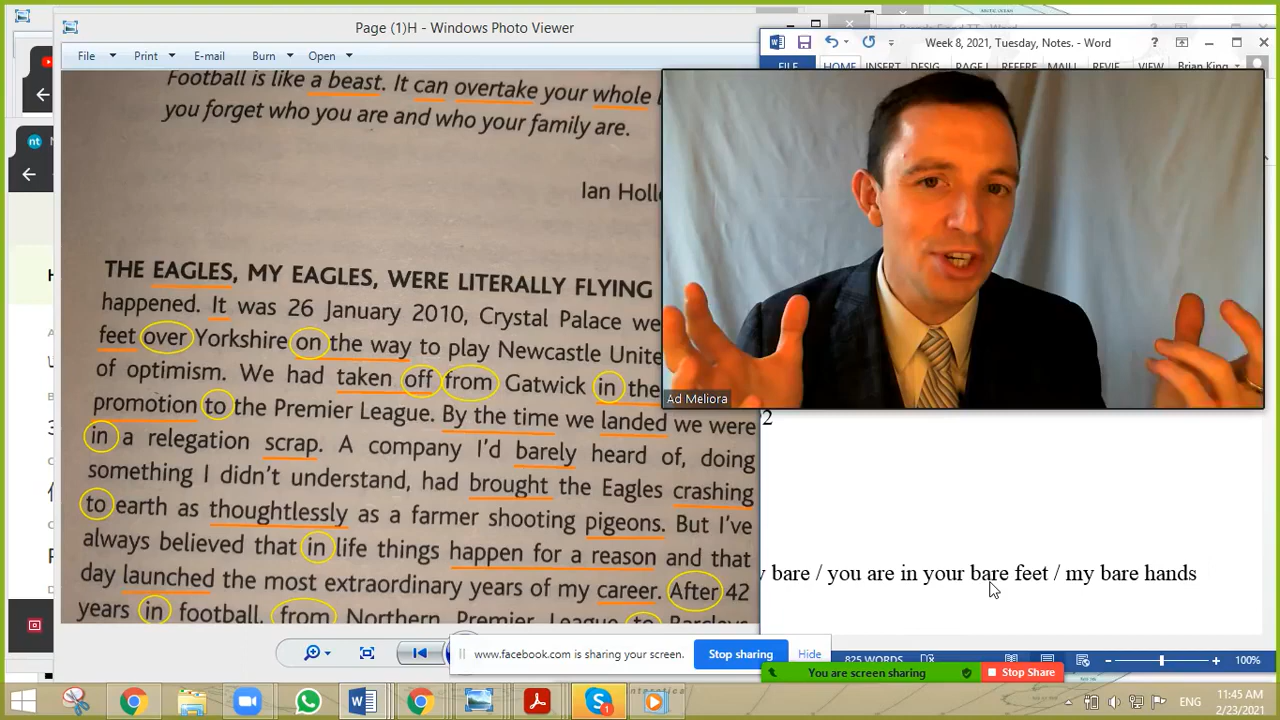 Page (1)H - Windows Photo Viewer
File Print E-mail Burn Open
Football is like a beast. It can overtake your whole
you forget who you are and who your family are.
THE EAGLES, MY EAGLES, WERE LITERALLY FLYING
happened. It was 26 January 2010, Crystal Palace we
feet over Yorkshire on the way to play Newcastle Unite
of optimism. We had taken off from Gatwick in the
promotion to the Premier League. By the time we landed we were
in a relegation scrap. A company I'd barely heard of, doing
something I didn't understand, had brought the Eagles crashing
to earth as thoughtlessly as a farmer shooting pigeons. But I've
always believed that in life things happen for a reason and that
day launched the most extraordinary years of my career. After 42
years in football, from Northern Premier League to Barclays
Week 8, 2021, Tuesday, Notes. - Word
FILE HOME INSERT DESIG PAGE L REFERE MAILI REVIE VIEW Brian King
Ad Meliora
bare / you are in your bare feet / my bare hands
825 WORDS
100%
www.facebook.com is sharing your screen.
Stop sharing
Hide
You are screen sharing
Stop Share
ENG
11:45 AM
2/23/2021